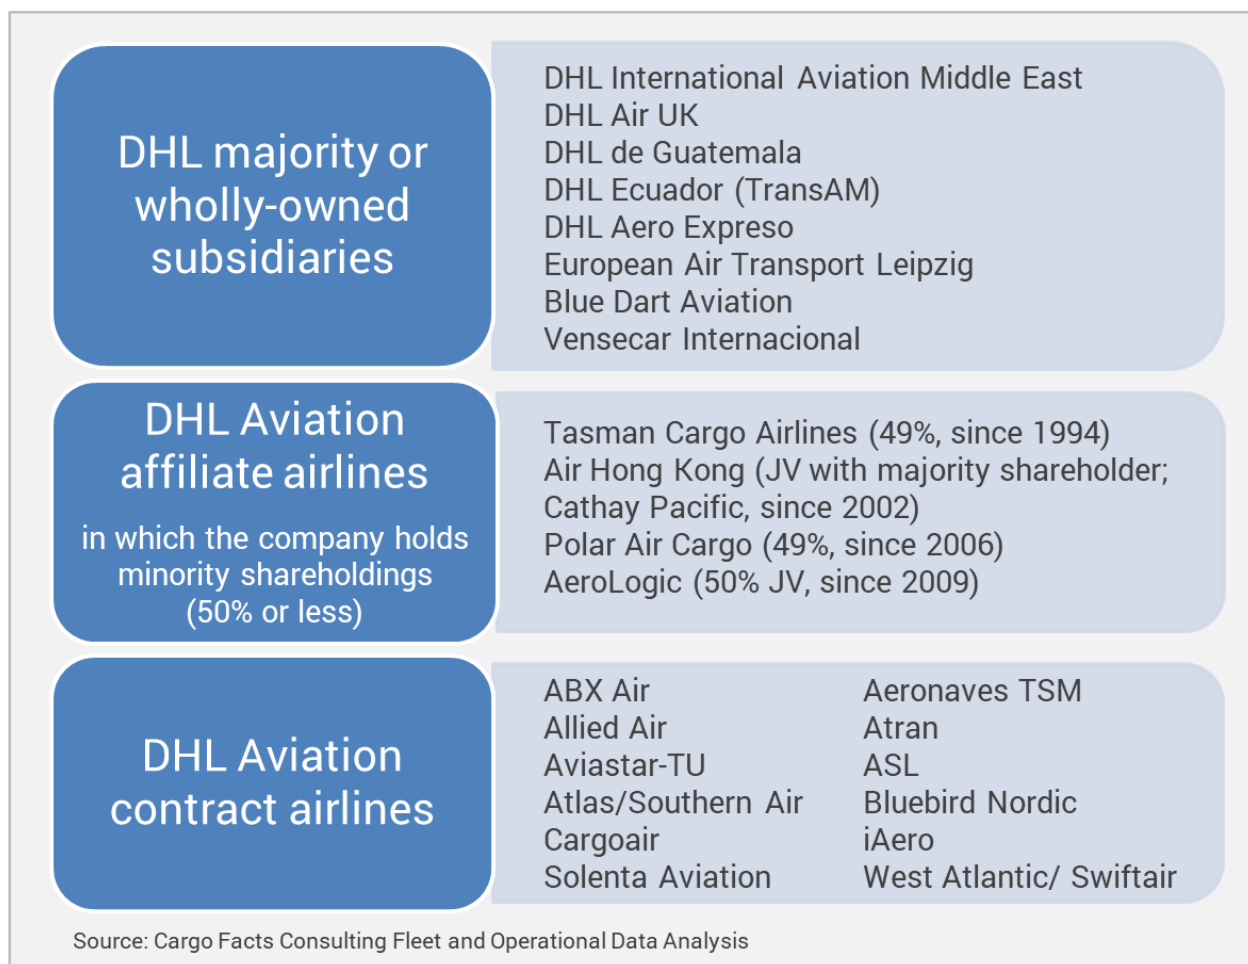 DHL majority or
wholly-owned
subsidiaries
DHL International Aviation Middle East
DHL Air UK
DHL de Guatemala
DHL Ecuador (TransAM)
DHL Aero Expreso
European Air Transport Leipzig
Blue Dart Aviation
Vensecar Internacional
DHL Aviation
affiliate airlines
in which the company holds
minority shareholdings
(50% or less)
Tasman Cargo Airlines (49%, since 1994)
Air Hong Kong (JV with majority shareholder;
Cathay Pacific, since 2002)
Polar Air Cargo (49%, since 2006)
AeroLogic (50% JV, since 2009)
DHL Aviation
contract airlines
ABX Air
Allied Air
Aviastar-TU
Atlas/Southern Air
Cargoair
Solenta Aviation
Aeronaves TSM
Atran
ASL
Bluebird Nordic
iAero
West Atlantic/ Swiftair
Source: Cargo Facts Consulting Fleet and Operational Data Analysis